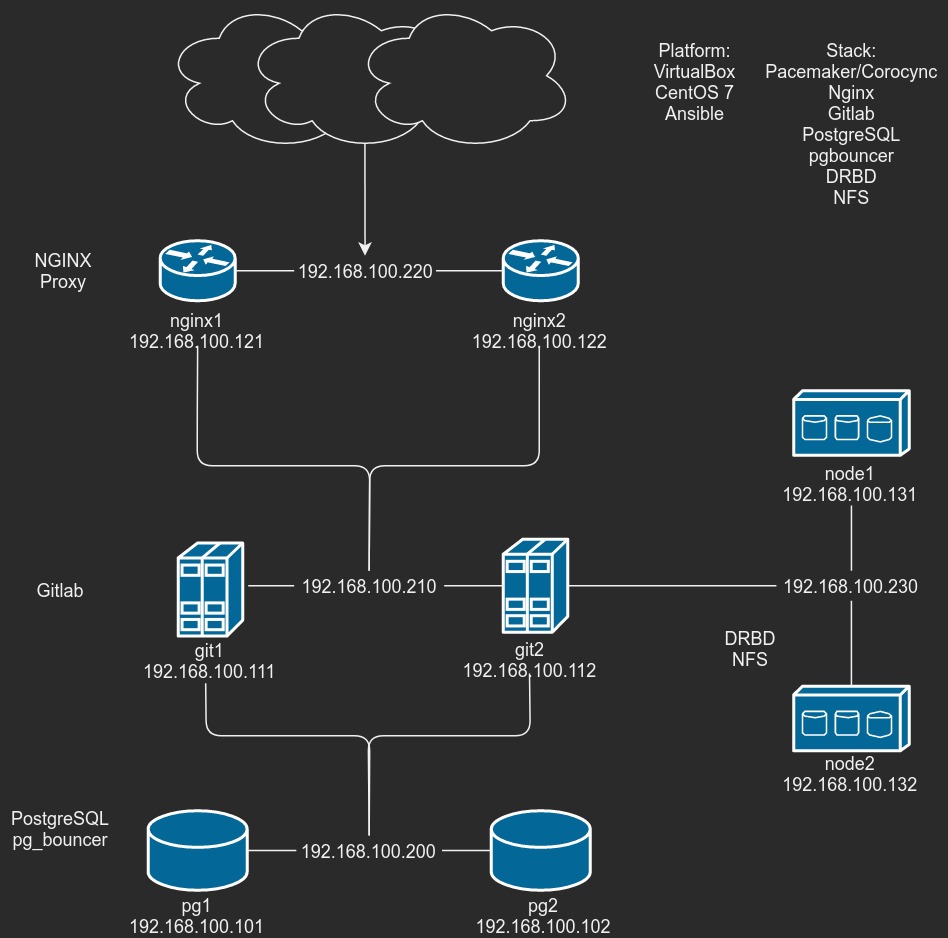 Platform:
VirtualBox
CentOS 7
Ansible
Stack:
Pacemaker/Corocync
Nginx
Gitlab
PostgreSQL
pgbouncer
DRBD
NFS
NGINX
Proxy
192.168.100.220
nginx1
192.168.100.121
nginx2
192.168.100.122
node1
192.168.100.131
Gitlab
192.168.100.210
192.168.100.230
git1
192.168.100.111
git2
192.168.100.112
DRBD
NFS
node2
192.168.100.132
PostgreSQL
pg_bouncer
192.168.100.200
pg1
192.168.100.101
pg2
192.168.100.102